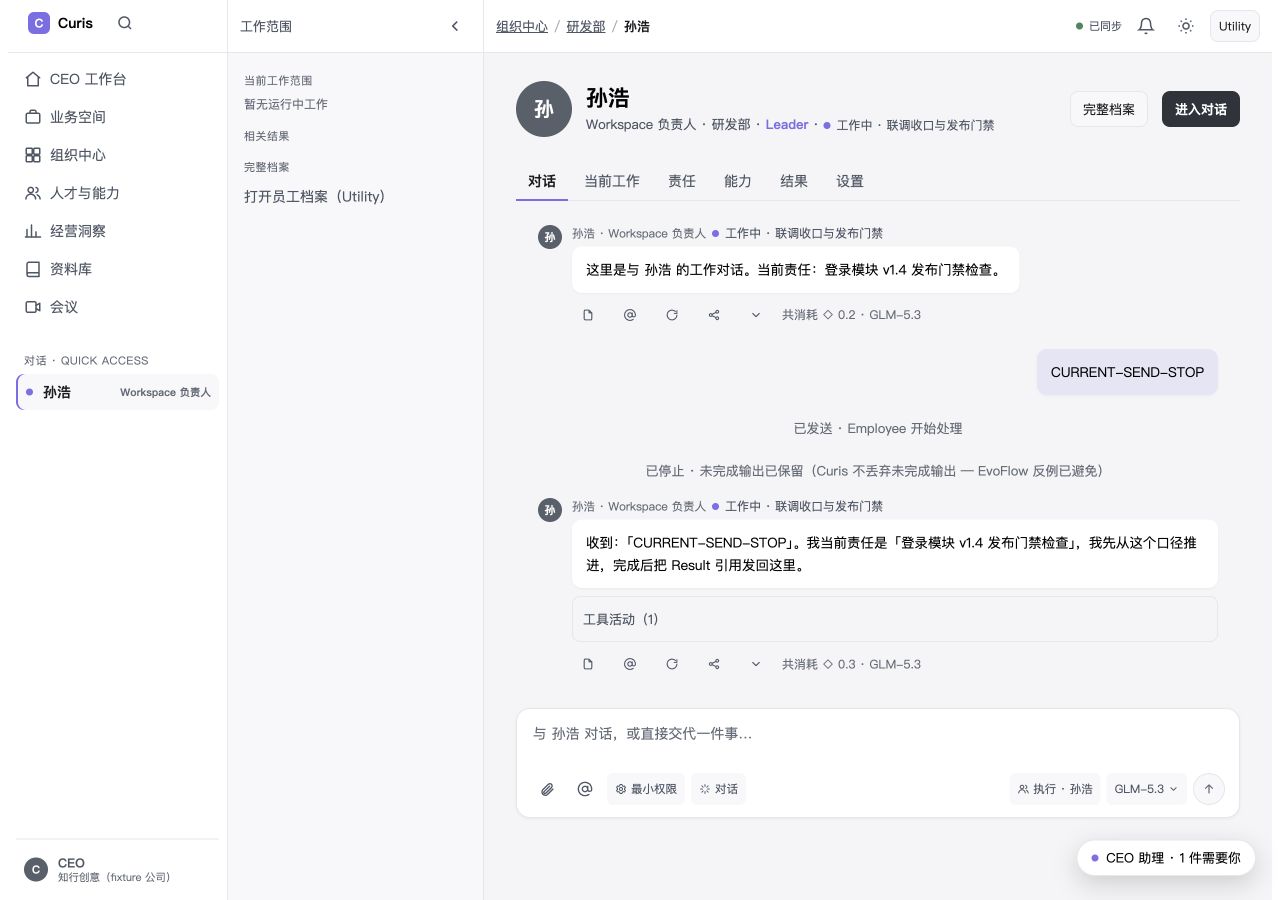 C Curis
CEO 工作台
业务空间
组织中心
人才与能力
经营洞察
资料库
会议
对话 · QUICK ACCESS
孙浩 Workspace 负责人
C CEO
知行创意（fixture 公司）
工作范围
当前工作范围
暂无运行中工作
相关结果
完整档案
打开员工档案（Utility）
组织中心 / 研发部 / 孙浩
已同步 Utility
孙 孙浩
Workspace 负责人 · 研发部 · Leader · 工作中 · 联调收口与发布门禁
完整档案 进入对话
对话 当前工作 责任 能力 结果 设置
孙 孙浩 · Workspace 负责人 工作中 · 联调收口与发布门禁
这里是与 孙浩 的工作对话。当前责任：登录模块 v1.4 发布门禁检查。
共消耗 ◇ 0.2 · GLM-5.3
CURRENT-SEND-STOP
已发送 · Employee 开始处理
已停止 · 未完成输出已保留（Curis 不丢弃未完成输出 — EvoFlow 反例已避免）
孙 孙浩 · Workspace 负责人 工作中 · 联调收口与发布门禁
收到：「CURRENT-SEND-STOP」。我当前责任是「登录模块 v1.4 发布门禁检查」，我先从这个口径推
进，完成后把 Result 引用发回这里。
工具活动（1）
共消耗 ◇ 0.3 · GLM-5.3
与 孙浩 对话，或直接交代一件事…
最小权限 对话 执行 · 孙浩 GLM-5.3
CEO 助理 · 1 件需要你